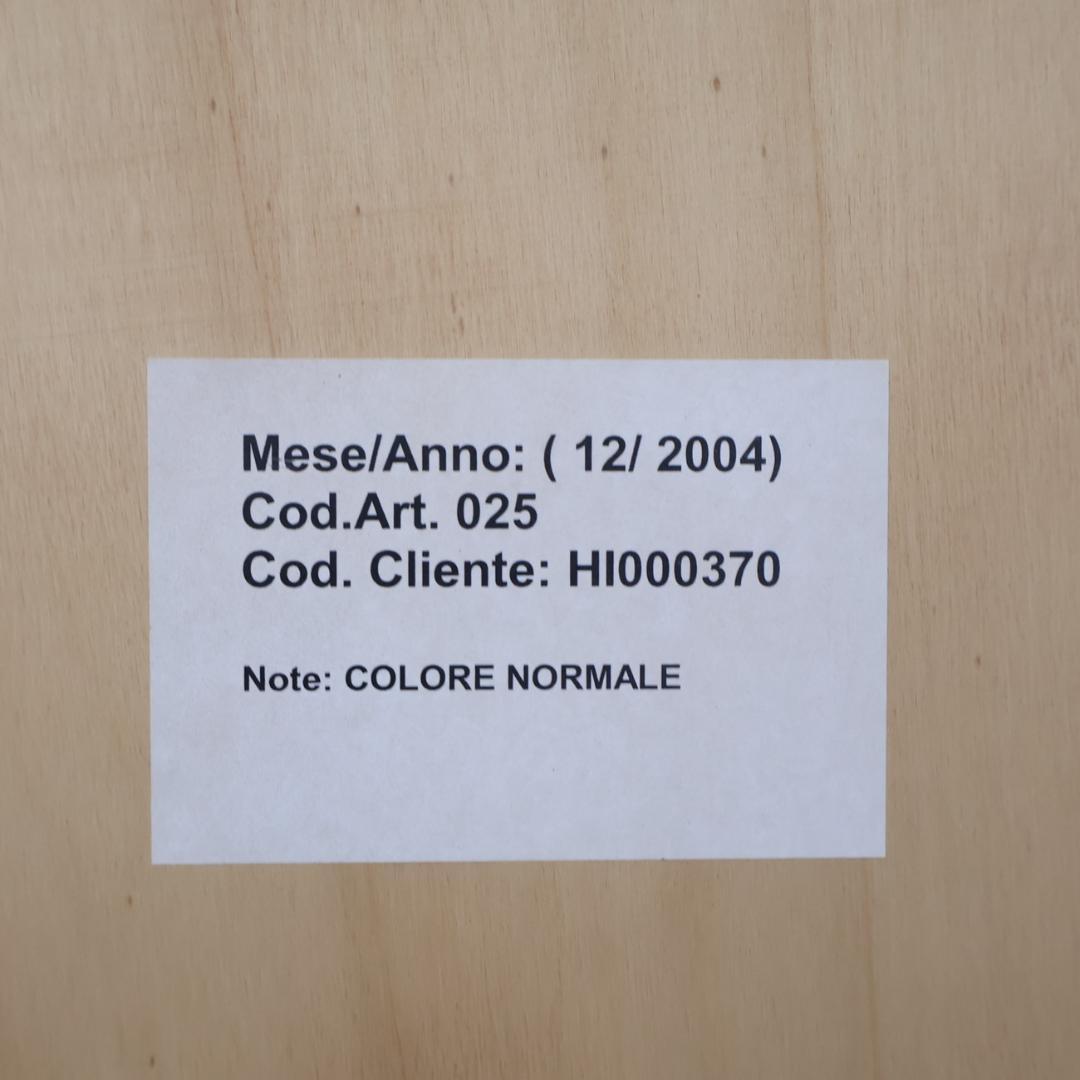 Mese/Anno: ( 12/ 2004)
Cod.Art. 025
Cod. Cliente: HI000370
Note: COLORE NORMALE